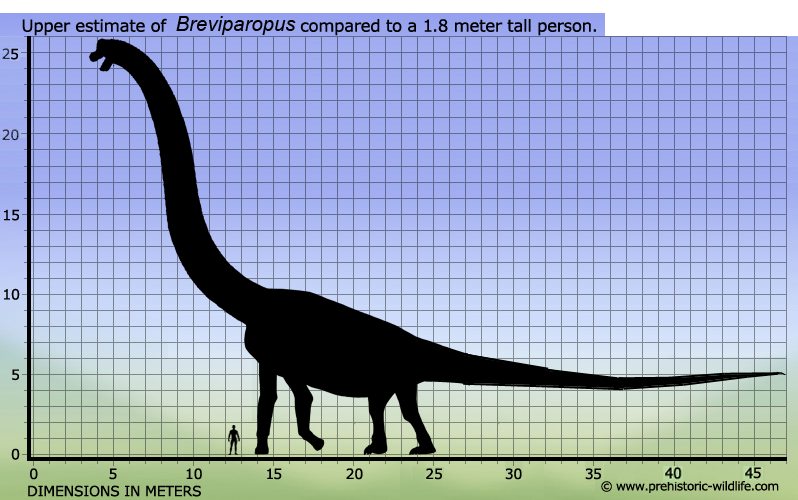 Upper estimate of Breviparopus compared to a 1.8 meter tall person.
25
20
15
10
5
0
0 5 10 15 20 25 30 35 40 45
DIMENSIONS IN METERS
© www.prehistoric-wildlife.com